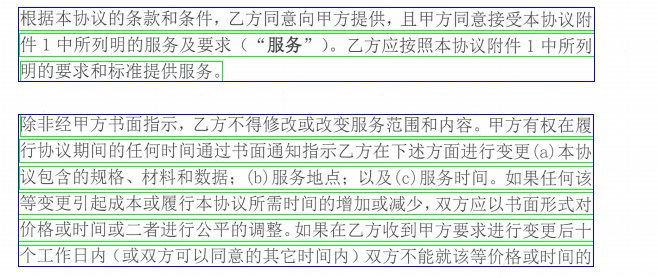 根据本协议的条款和条件，乙方同意向甲方提供，且甲方同意接受本协议附
件 1 中所列明的服务及要求（“服务”）。乙方应按照本协议附件 1 中所列
明的要求和标准提供服务。
除非经甲方书面指示，乙方不得修改或改变服务范围和内容。甲方有权在履
行协议期间的任何时间通过书面通知指示乙方在下述方面进行变更(a)本协
议包含的规格、材料和数据；(b)服务地点；以及(c)服务时间。如果任何该
等变更引起成本或履行本协议所需时间的增加或减少，双方应以书面形式对
价格或时间或二者进行公平的调整。如果在乙方收到甲方要求进行变更后十
个工作日内（或双方可以同意的其它时间内）双方不能就该等价格或时间的